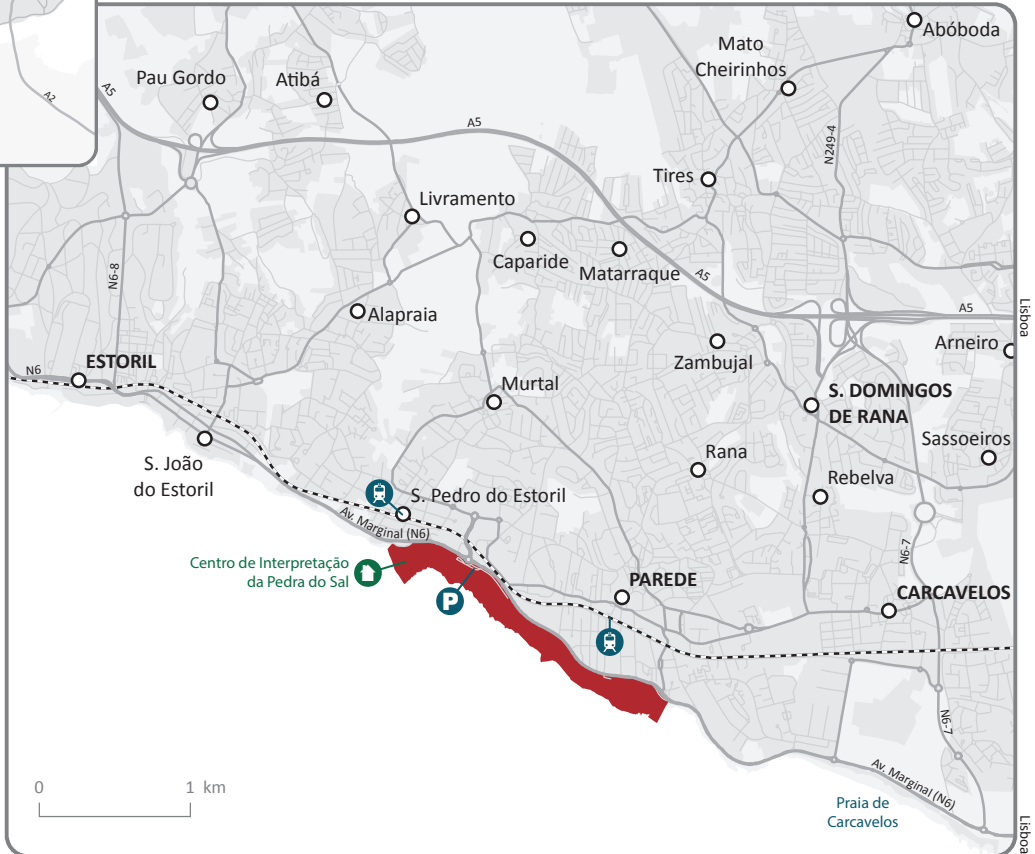 Abóboda
Mato
Cheirinhos
Pau Gordo
Atibá
A2
A5
A5
N249-4
Tires
Livramento
Caparide
Matarraque
A5
N6-8
A5
Lisboa
Alapraia
Zambujal
Arneiro
N6
ESTORIL
Murtal
S. DOMINGOS
DE RANA
S. João
do Estoril
Rana
Sassoeiros
Rebelva
S. Pedro do Estoril
Av. Marginal (N6)
N6-7
Centro de Interpretação
da Pedra do Sal
P
PAREDE
CARCAVELOS
N6-7
Av. Marginal (N6)
0 1 km
Praia de
Carcavelos
Lisboa